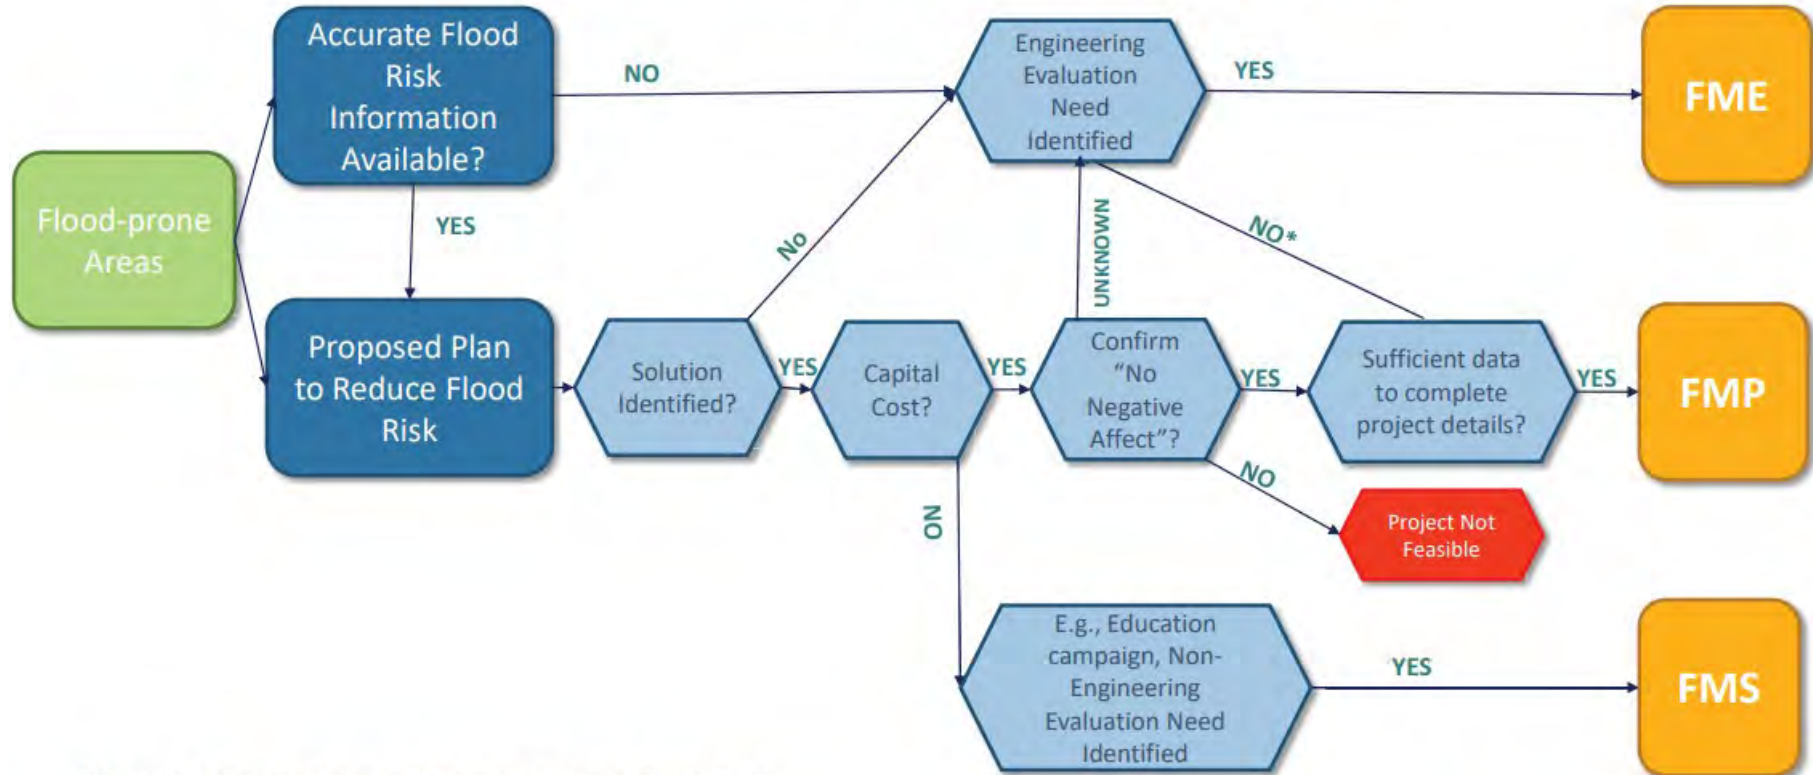 Accurate Flood
Risk
Information
Available?
NO
Engineering
Evaluation
Need
Identified
YES
FME
Flood-prone
Areas
YES
No
UNKNOWN
NO*
Proposed Plan
to Reduce Flood
Risk
Solution
Identified?
YES
Capital
Cost?
YES
Confirm
“No
Negative
Affect”?
YES
Sufficient data
to complete
project details?
YES
FMP
NO
Project Not
Feasible
NO
E.g., Education
campaign, Non-
Engineering
Evaluation Need
Identified
YES
FMS